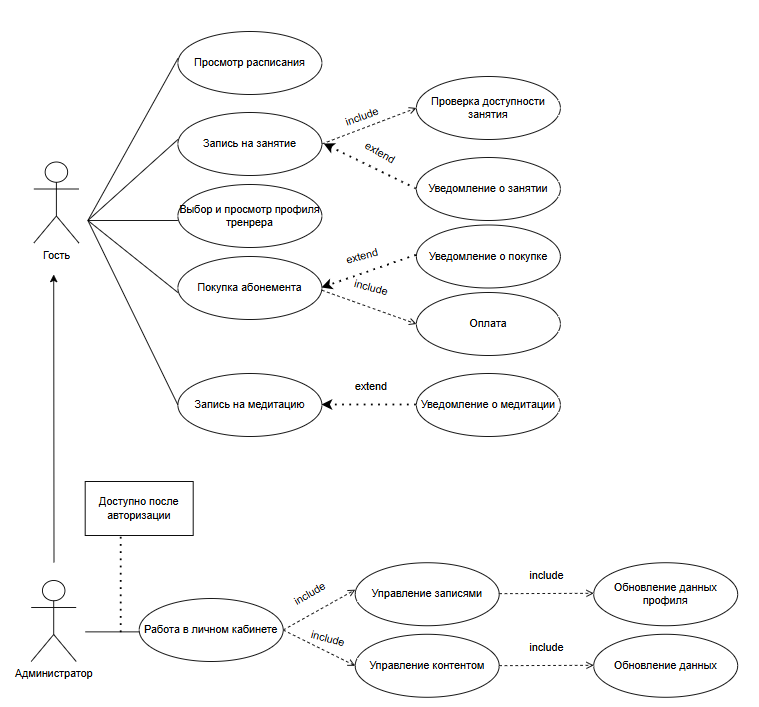 Просмотр расписания
Проверка доступности
занятия
include
Запись на занятие
extend
Уведомление о занятии
Выбор и просмотр профиля
тренрера
Гость
Уведомление о покупке
extend
Покупка абонемента
include
Оплата
extend
Запись на медитацию
Уведомление о медитации
Доступно после
авторизации
include
Управление записями
include
Обновление данных
профиля
Работа в личном кабинете
include
Управление контентом
include
Обновление данных
Администратор